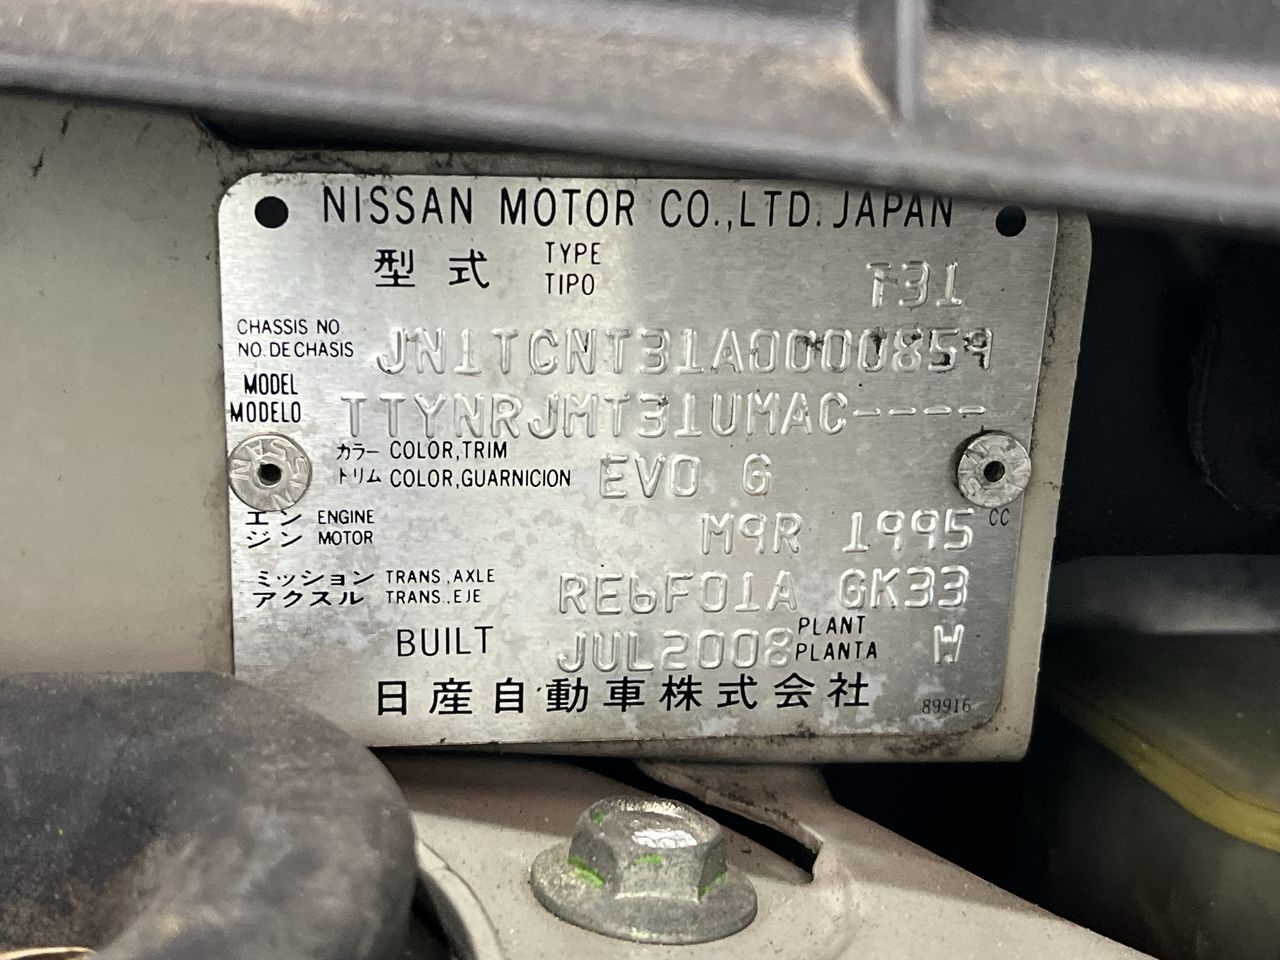 NISSAN MOTOR CO.,LTD. JAPAN
型式 TYPE TIPO T31
CHASSIS NO
NO. DE CHASIS JN1TCNT31A0000859
MODEL
MODELO TTYNRJMT31UMAC----
カラー COLOR,TRIM
トリム COLOR,GUARNICION EVO G
エン ENGINE
ジン MOTOR M9R 1995 CC
ミッション TRANS.,AXLE
アクスル TRANS.,EJE RE6F01A GK33
BUILT JUL2008 PLANT PLANTA W
日産自動車株式会社 89916